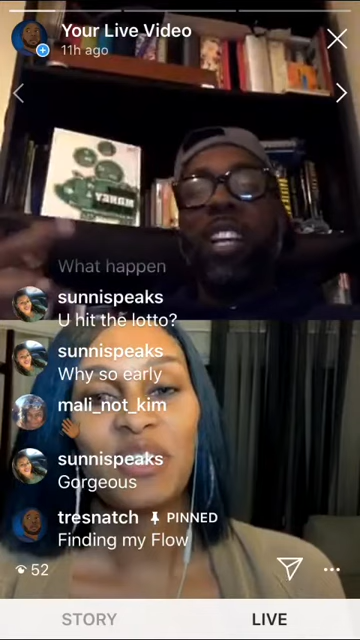 Your Live Video
11h ago
What happen
sunnispeaks
U hit the lotto?
sunnispeaks
Why so early
mali_not_kim
sunnispeaks
Gorgeous
tresnatch PINNED
Finding my Flow
52
STORY LIVE